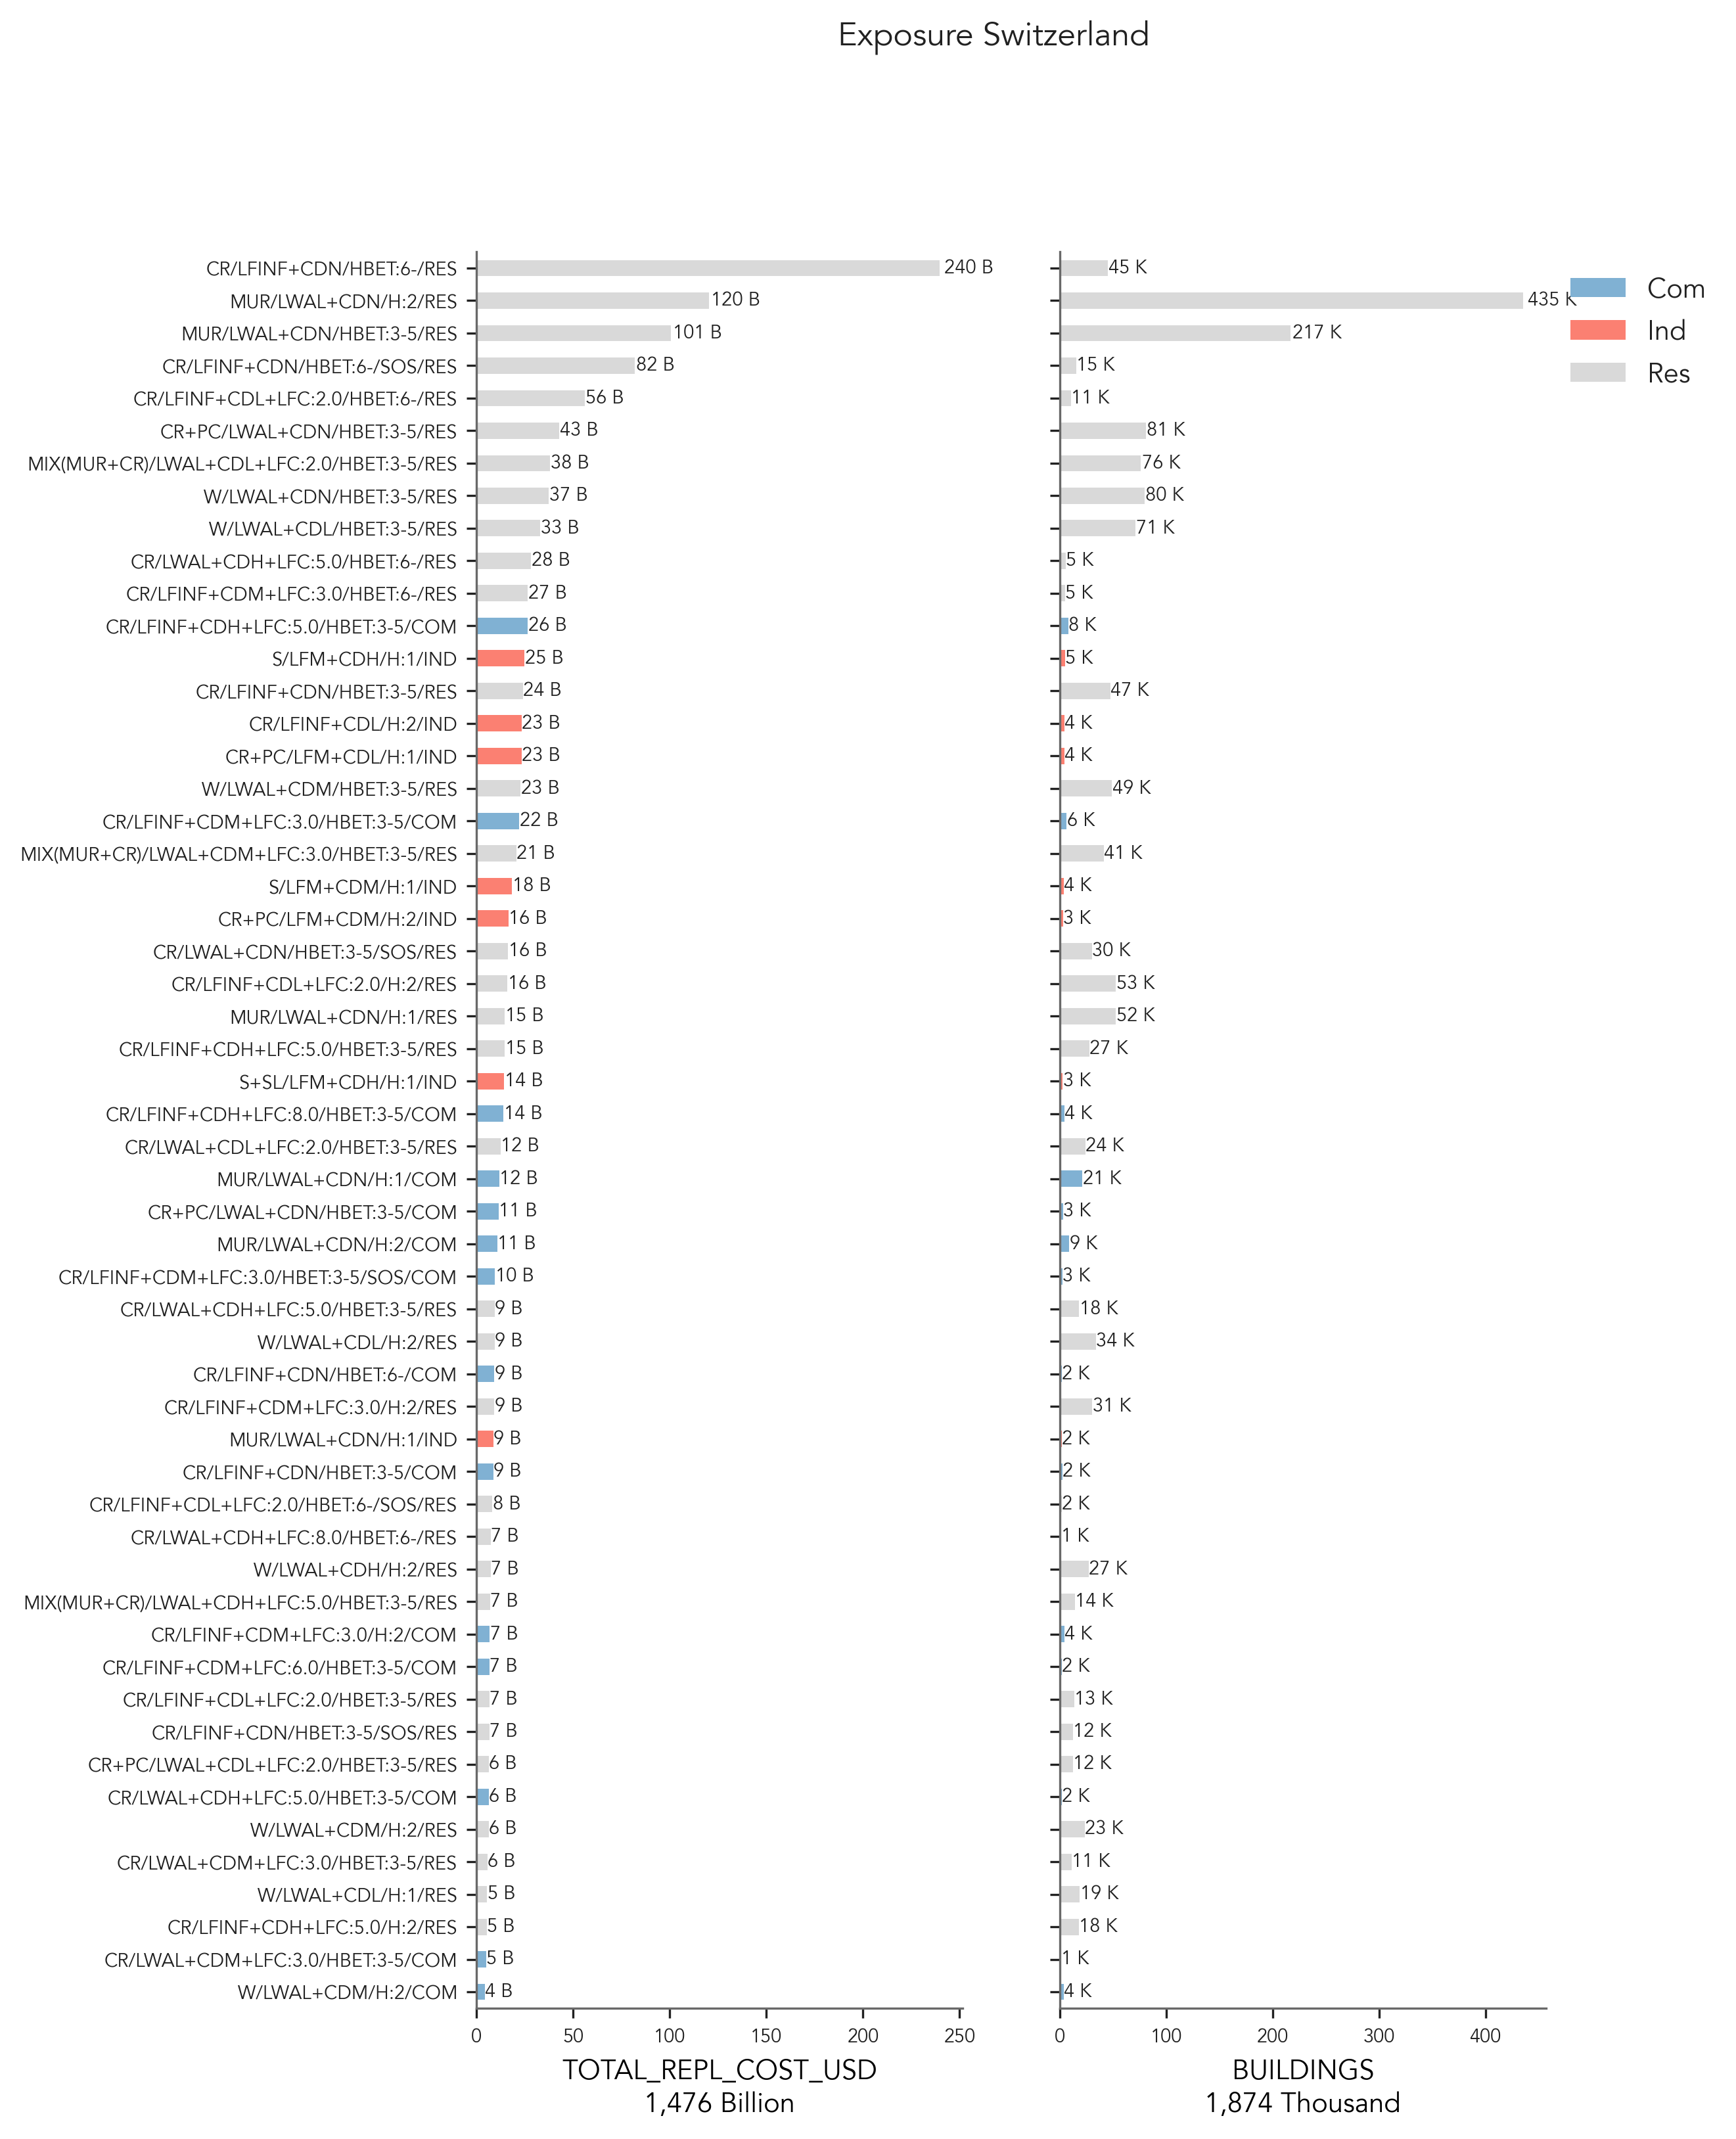 Exposure Switzerland
CR/LFINF+CDN/HBET:6-/RES 240 B 45 K
MUR/LWAL+CDN/H:2/RES 120 B 435 K
MUR/LWAL+CDN/HBET:3-5/RES 101 B 217 K
CR/LFINF+CDN/HBET:6-/SOS/RES 82 B 15 K
CR/LFINF+CDL+LFC:2.0/HBET:6-/RES 56 B 11 K
CR+PC/LWAL+CDN/HBET:3-5/RES 43 B 81 K
MIX(MUR+CR)/LWAL+CDL+LFC:2.0/HBET:3-5/RES 38 B 76 K
W/LWAL+CDN/HBET:3-5/RES 37 B 80 K
W/LWAL+CDL/HBET:3-5/RES 33 B 71 K
CR/LWAL+CDH+LFC:5.0/HBET:6-/RES 28 B 5 K
CR/LFINF+CDM+LFC:3.0/HBET:6-/RES 27 B 5 K
CR/LFINF+CDH+LFC:5.0/HBET:3-5/COM 26 B 8 K
S/LFM+CDH/H:1/IND 25 B 5 K
CR/LFINF+CDN/HBET:3-5/RES 24 B 47 K
CR/LFINF+CDL/H:2/IND 23 B 4 K
CR+PC/LFM+CDL/H:1/IND 23 B 4 K
W/LWAL+CDM/HBET:3-5/RES 23 B 49 K
CR/LFINF+CDM+LFC:3.0/HBET:3-5/COM 22 B 6 K
MIX(MUR+CR)/LWAL+CDM+LFC:3.0/HBET:3-5/RES 21 B 41 K
S/LFM+CDM/H:1/IND 18 B 4 K
CR+PC/LFM+CDM/H:2/IND 16 B 3 K
CR/LWAL+CDN/HBET:3-5/SOS/RES 16 B 30 K
CR/LFINF+CDL+LFC:2.0/H:2/RES 16 B 53 K
MUR/LWAL+CDN/H:1/RES 15 B 52 K
CR/LFINF+CDH+LFC:5.0/HBET:3-5/RES 15 B 27 K
S+SL/LFM+CDH/H:1/IND 14 B 3 K
CR/LFINF+CDH+LFC:8.0/HBET:3-5/COM 14 B 4 K
CR/LWAL+CDL+LFC:2.0/HBET:3-5/RES 12 B 24 K
MUR/LWAL+CDN/H:1/COM 12 B 21 K
CR+PC/LWAL+CDN/HBET:3-5/COM 11 B 3 K
MUR/LWAL+CDN/H:2/COM 11 B 9 K
CR/LFINF+CDM+LFC:3.0/HBET:3-5/SOS/COM 10 B 3 K
CR/LWAL+CDH+LFC:5.0/HBET:3-5/RES 9 B 18 K
W/LWAL+CDL/H:2/RES 9 B 34 K
CR/LFINF+CDN/HBET:6-/COM 9 B 2 K
CR/LFINF+CDM+LFC:3.0/H:2/RES 9 B 31 K
MUR/LWAL+CDN/H:1/IND 9 B 2 K
CR/LFINF+CDN/HBET:3-5/COM 9 B 2 K
CR/LFINF+CDL+LFC:2.0/HBET:6-/SOS/RES 8 B 2 K
CR/LWAL+CDH+LFC:8.0/HBET:6-/RES 7 B 1 K
W/LWAL+CDH/H:2/RES 7 B 27 K
MIX(MUR+CR)/LWAL+CDH+LFC:5.0/HBET:3-5/RES 7 B 14 K
CR/LFINF+CDM+LFC:3.0/H:2/COM 7 B 4 K
CR/LFINF+CDM+LFC:6.0/HBET:3-5/COM 7 B 2 K
CR/LFINF+CDL+LFC:2.0/HBET:3-5/RES 7 B 13 K
CR/LFINF+CDN/HBET:3-5/SOS/RES 7 B 12 K
CR+PC/LWAL+CDL+LFC:2.0/HBET:3-5/RES 6 B 12 K
CR/LWAL+CDH+LFC:5.0/HBET:3-5/COM 6 B 2 K
W/LWAL+CDM/H:2/RES 6 B 23 K
CR/LWAL+CDM+LFC:3.0/HBET:3-5/RES 6 B 11 K
W/LWAL+CDL/H:1/RES 5 B 19 K
CR/LFINF+CDH+LFC:5.0/H:2/RES 5 B 18 K
CR/LWAL+CDM+LFC:3.0/HBET:3-5/COM 5 B 1 K
W/LWAL+CDM/H:2/COM 4 B 4 K
0 50 100 150 200 250
TOTAL_REPL_COST_USD
1,476 Billion
0 100 200 300 400
BUILDINGS
1,874 Thousand
Com
Ind
Res